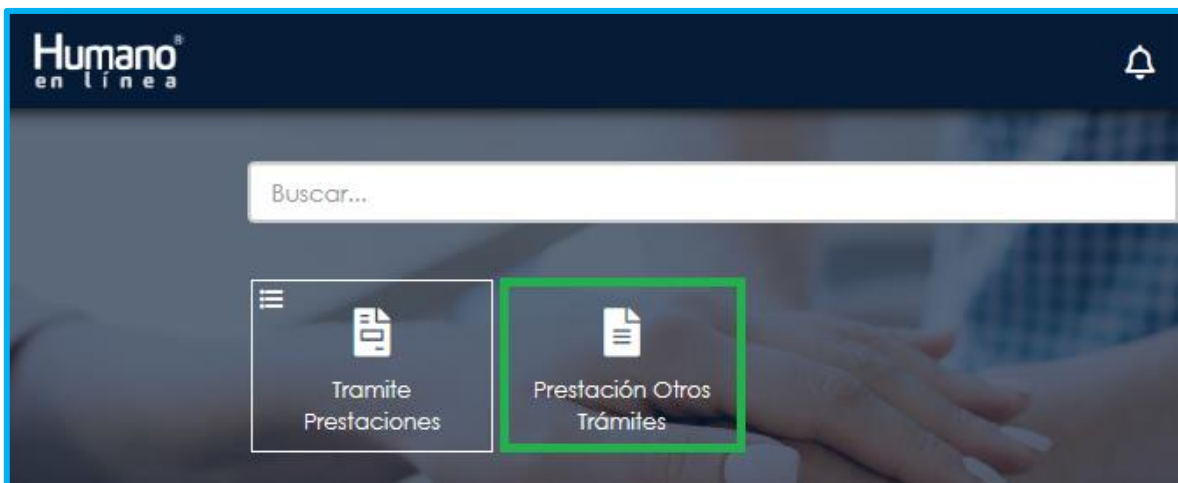 Humano®
en línea
Buscar...
Tramite
Prestaciones
Prestación Otros
Trámites